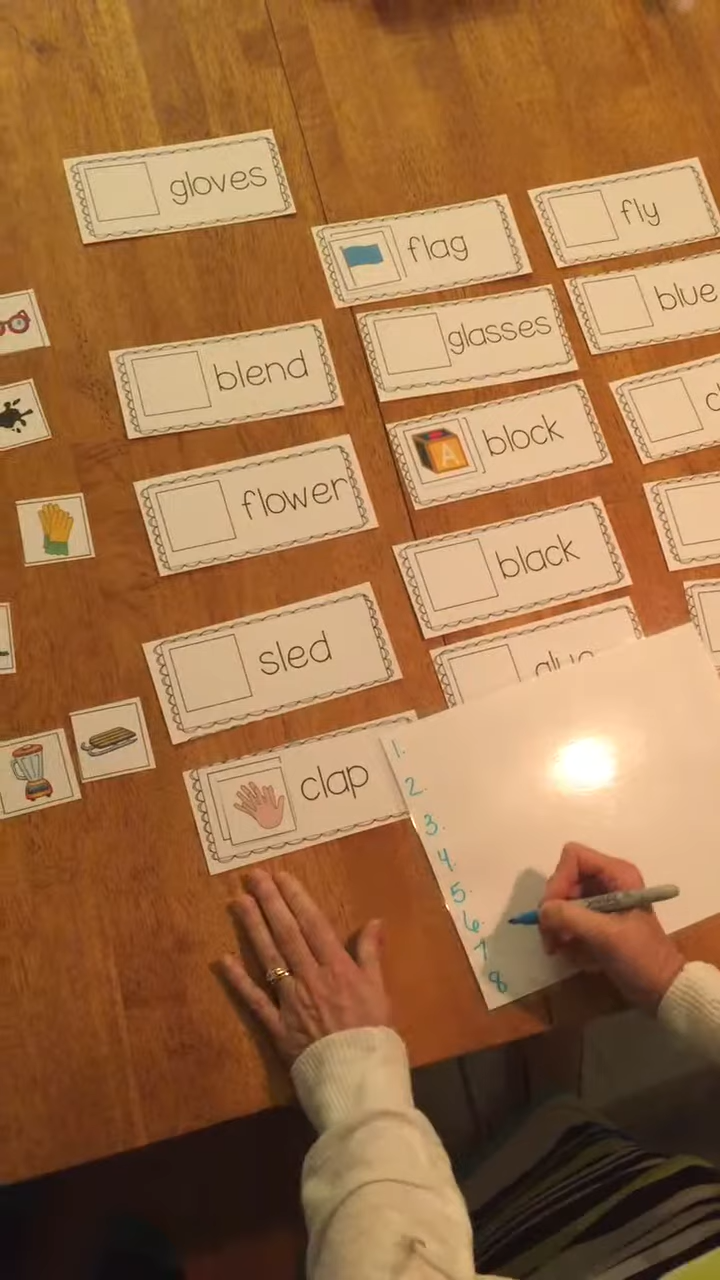 gloves
flag
fly
blend
glasses
blue
flower
block
black
sled
clap
A
1.
2.
3.
4.
5.
6.
7
8